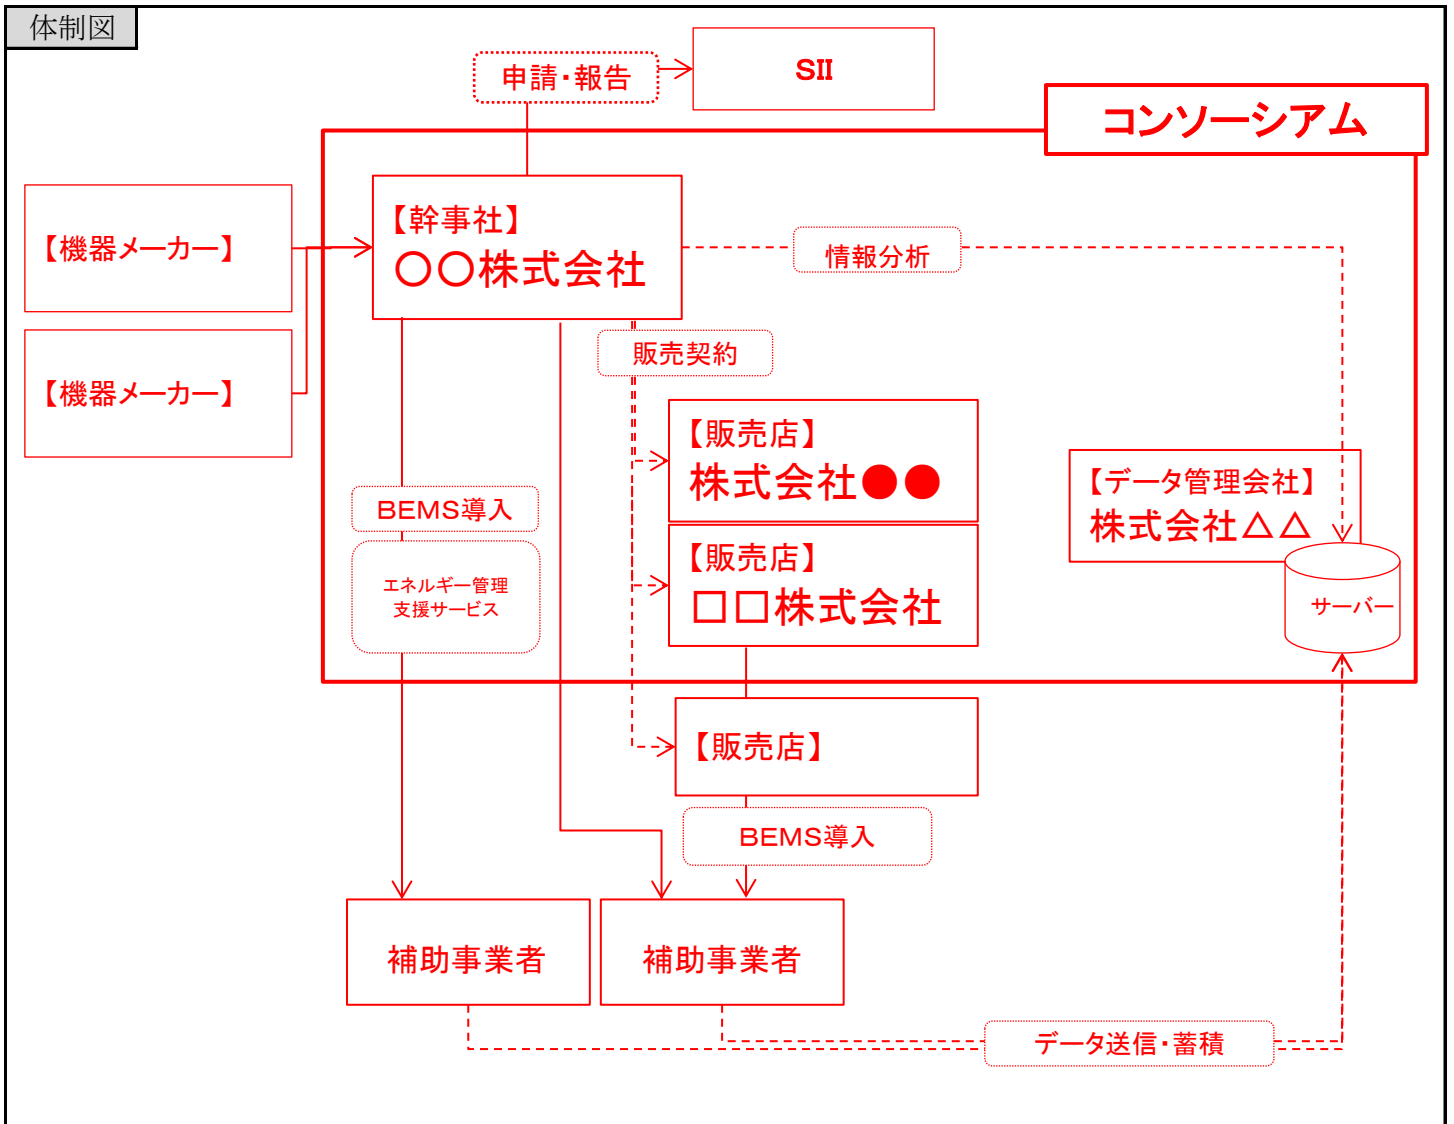 体制図
申請・報告
SII
コンソーシアム
【機器メーカー】
【幹事社】
○○株式会社
情報分析
【機器メーカー】
販売契約
【販売店】
株式会社●●
【データ管理会社】
株式会社△△
BEMS導入
【販売店】
□□株式会社
エネルギー管理
支援サービス
サーバー
【販売店】
BEMS導入
補助事業者
補助事業者
データ送信・蓄積